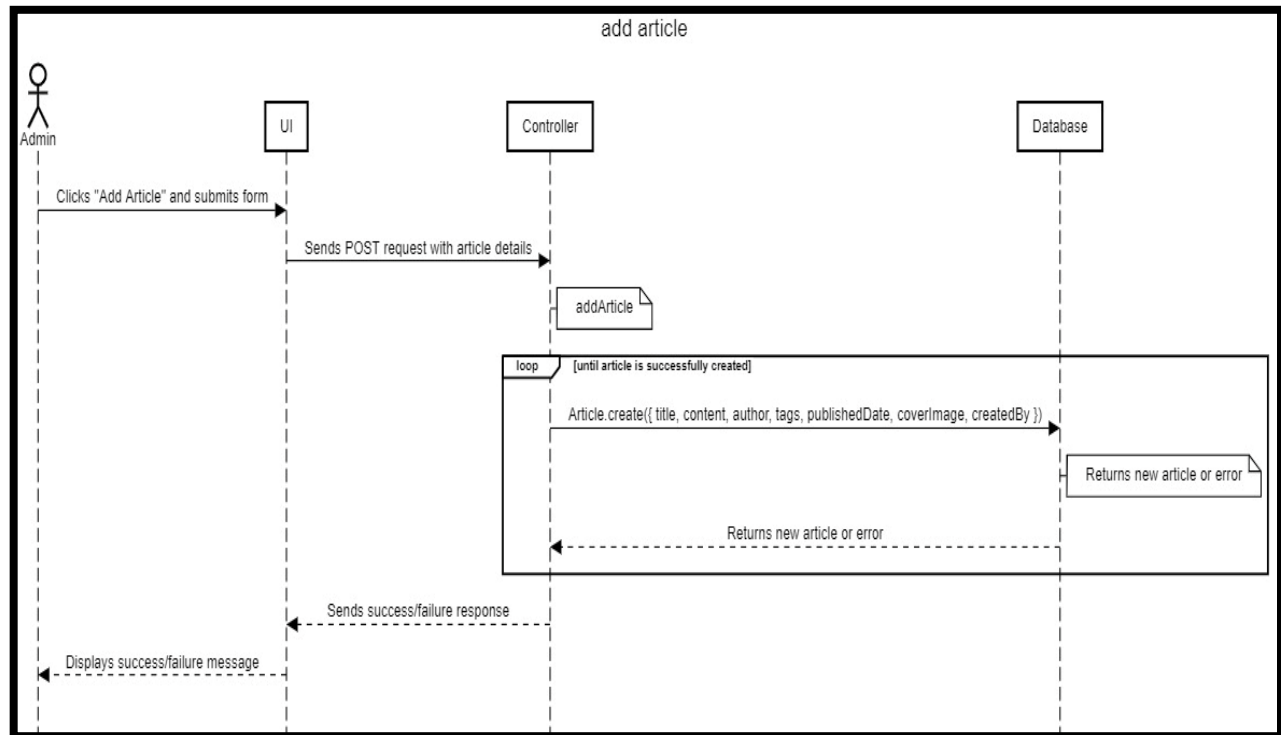 add article
Admin
UI
Controller
Database
Clicks "Add Article" and submits form
Sends POST request with article details
addArticle
loop
[until article is successfully created]
Article.create({ title, content, author, tags, publishedDate, coverImage, createdBy })
Returns new article or error
Returns new article or error
Sends success/failure response
Displays success/failure message